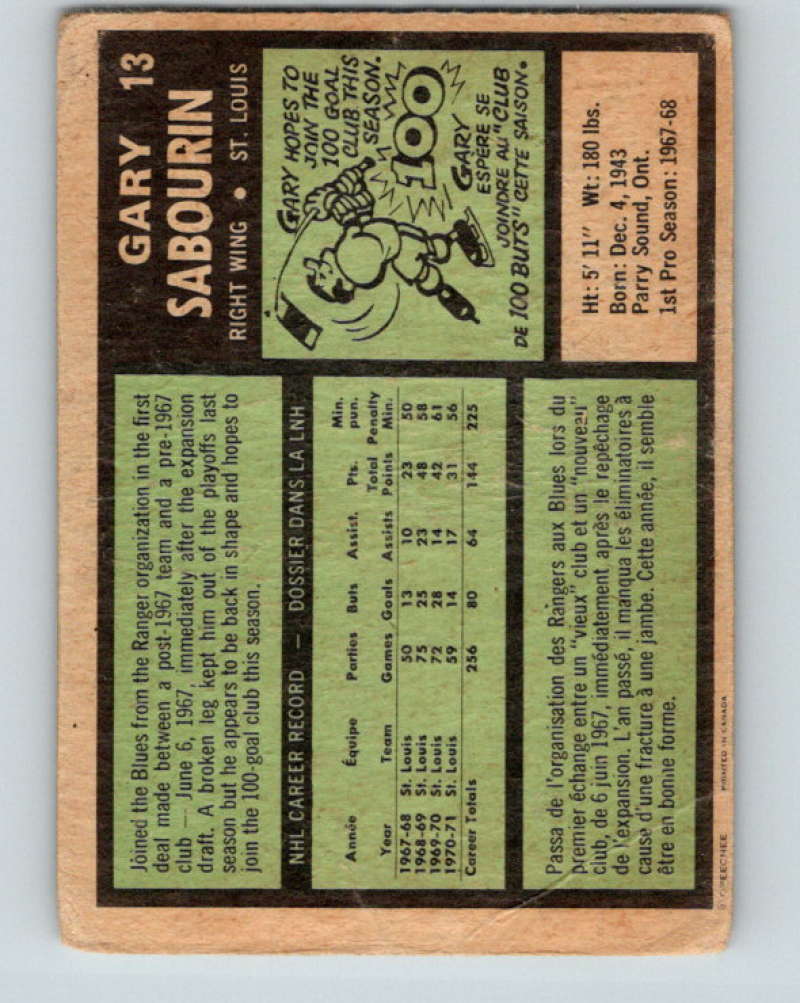 GARY 13
SABOURIN
RIGHT WING • ST. LOUIS
GARY HOPES TO
JOIN THE
100 GOAL
CLUB THIS
SEASON.
100
GARY
ESPÈRE SE
JOINDRE AU "CLUB
DE 100 BUTS" CETTE SAISON.
Ht: 5' 11" Wt: 180 lbs.
Born: Dec. 4, 1943
Parry Sound, Ont.
1st Pro Season: 1967-68
Joined the Blues from the Ranger organization in the first
deal made between a post-1967 team and a pre-1967
club — June 6, 1967, immediately after the expansion
draft. A broken leg kept him out of the playoffs last
season but he appears to be back in shape and hopes to
join the 100-goal club this season.
NHL CAREER RECORD — DOSSIER DANS LA LNH
Année Équipe Parties Buts Assist. Pts. Min. pun.
Year Team Games Goals Assists Total Points Penalty Min.
1967-68 St. Louis 50 13 10 23 50
1968-69 St. Louis 75 25 23 48 58
1969-70 St. Louis 72 28 14 42 61
1970-71 St. Louis 59 14 17 31 56
Career Totals 256 80 64 144 225
Passa de l'organisation des Rangers aux Blues lors du
premier échange entre un "vieux" club et un "nouveau"
club, de 6 juin 1967, immédiatement après le repêchage
de l'expansion. L'an passé, il manqua les éliminatoires à
cause d'une fracture à une jambe. Cette année, il semble
être en bonne forme.
PRINTED IN CANADA